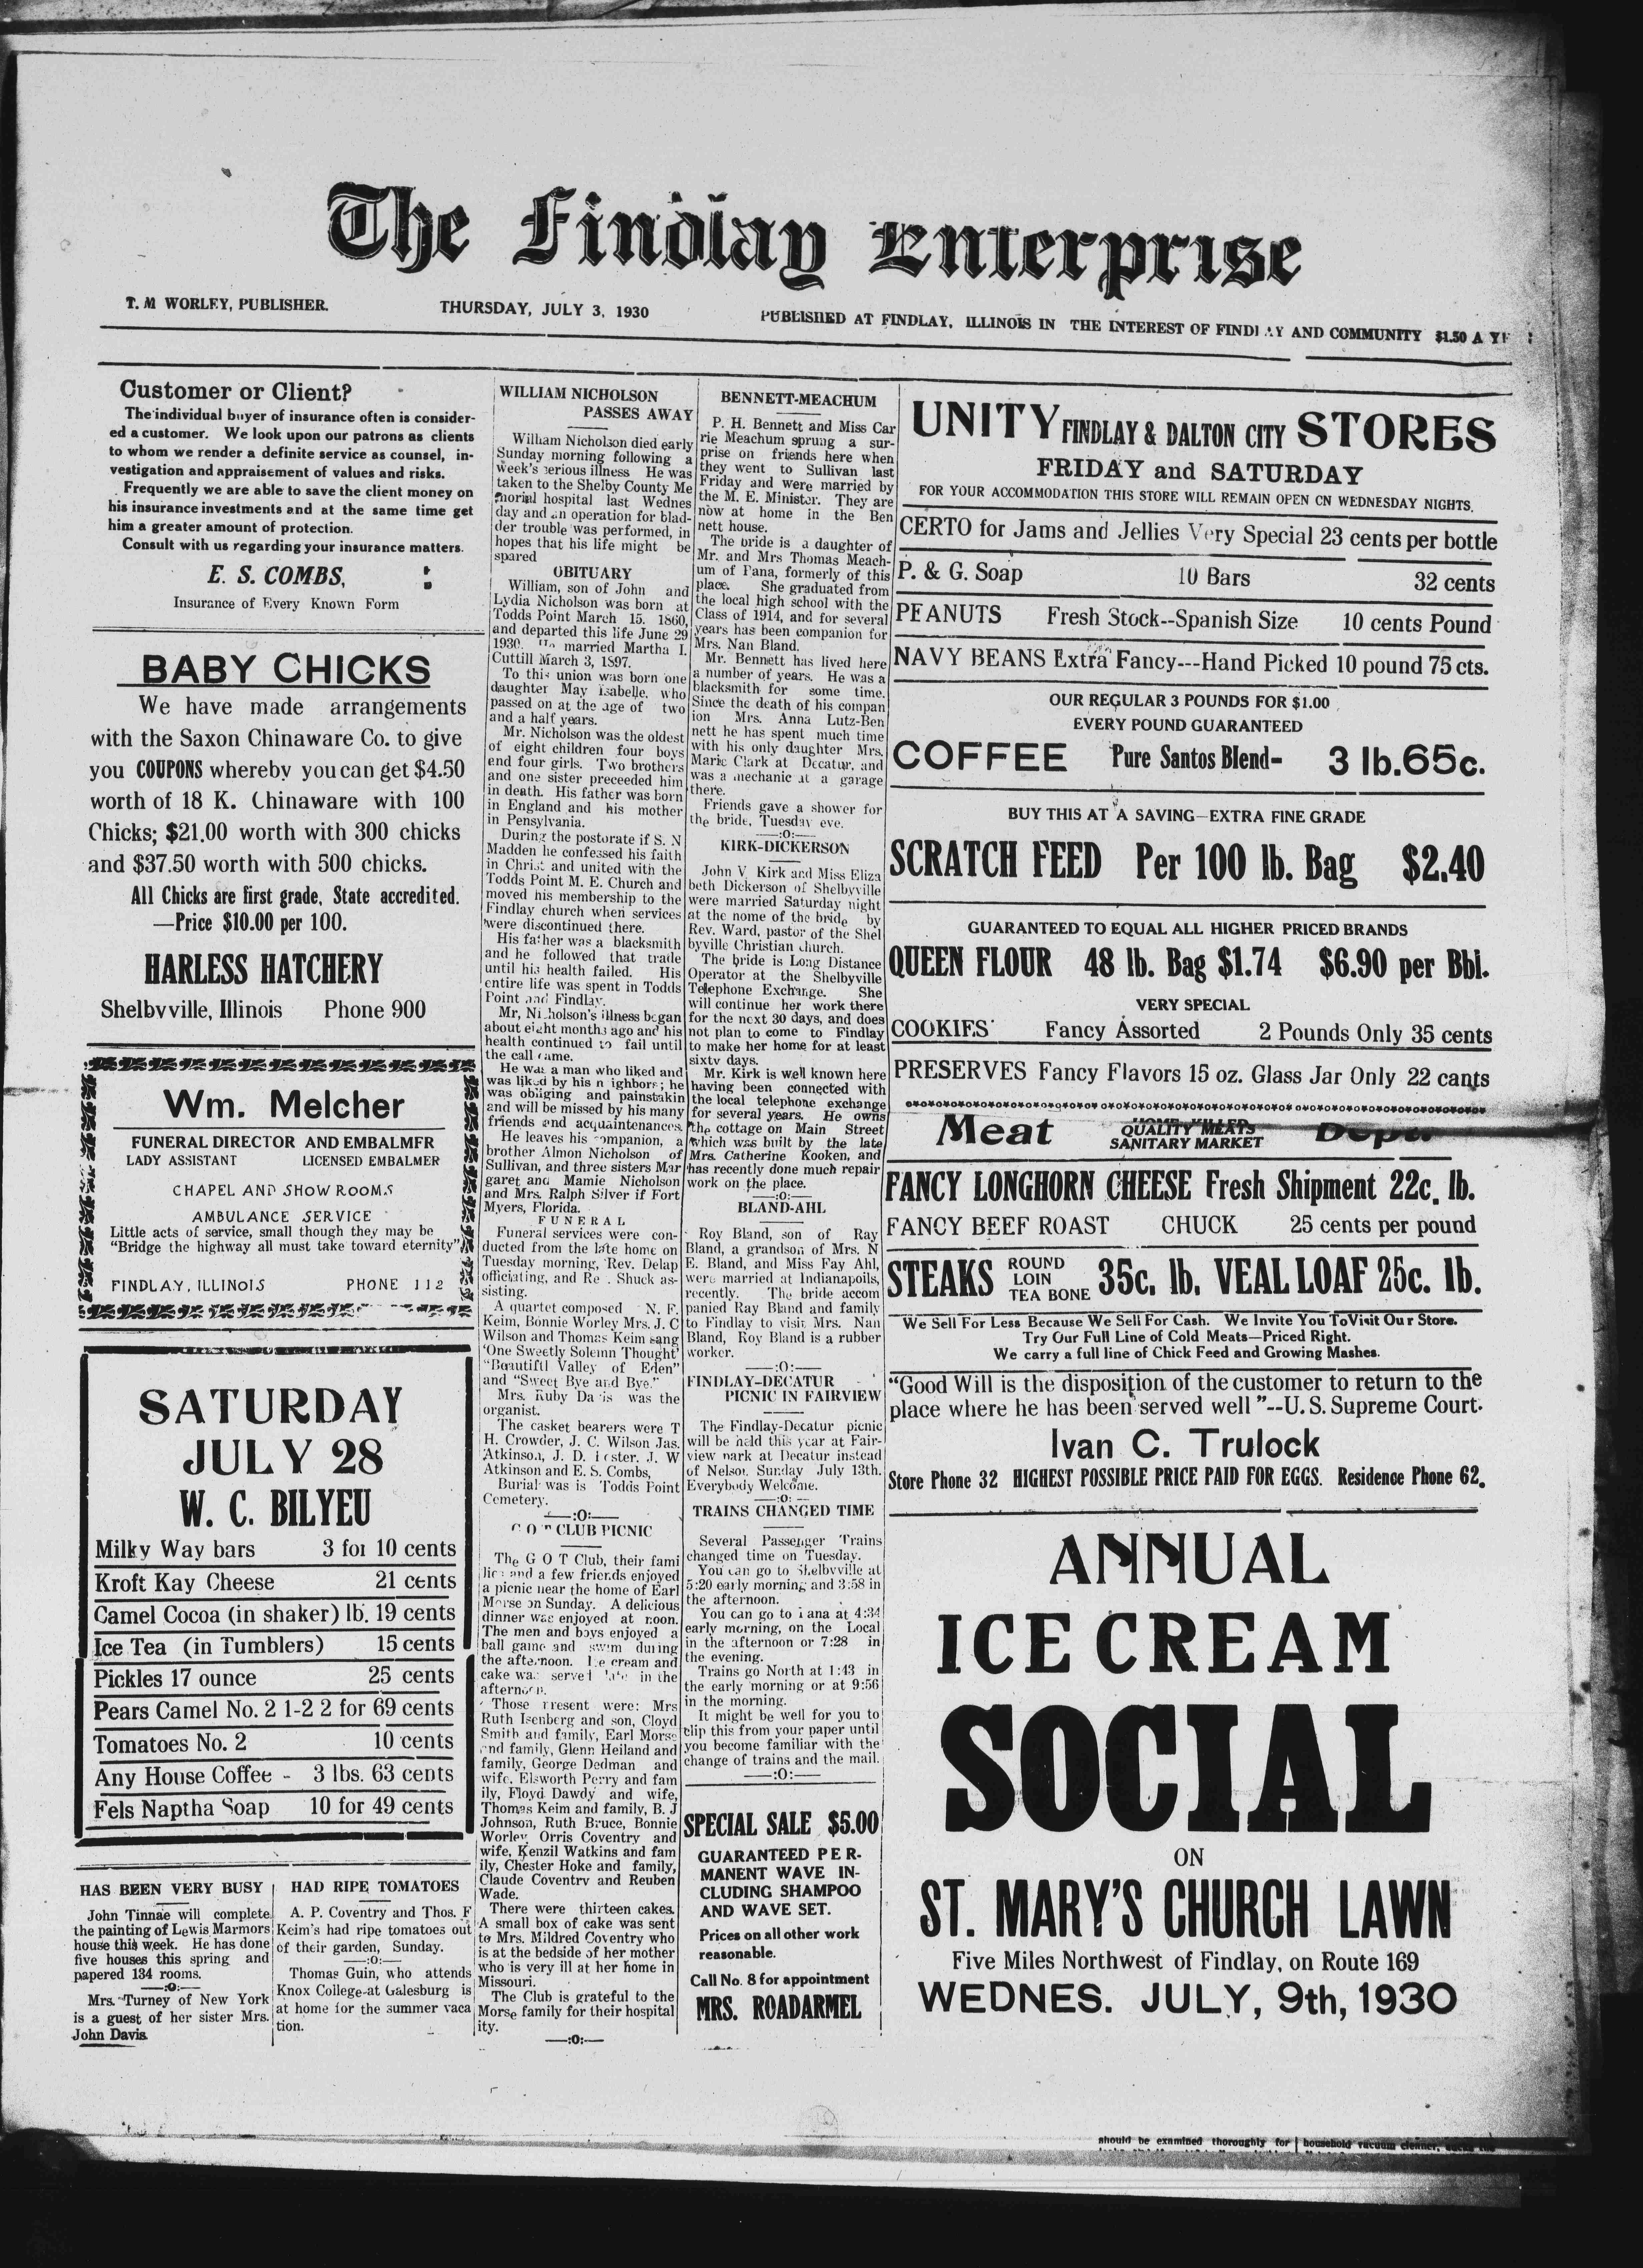 The Findlay Enterprise
T. M WORLEY, PUBLISHER.
THURSDAY, JULY 3, 1930
PUBLISHED AT FINDLAY, ILLINOIS IN THE INTEREST OF FINDLAY AND COMMUNITY $1.50 A
Customer or Client?
The individual buyer of insurance often is consider-
ed a customer. We look upon our patrons as clients
to whom we render a definite service as counsel, in-
vestigation and appraisement of values and risks.
Frequently we are able to save the client money on
his insurance investments and at the same time get
him a greater amount of protection.
Consult with us regarding your insurance matters.
E. S. COMBS,
Insurance of Every Known Form
BABY CHICKS
We have made arrangements
with the Saxon Chinaware Co. to give
you COUPONS whereby you can get $4.50
worth of 18 K. Chinaware with 100
Chicks; $21.00 worth with 300 chicks
and $37.50 worth with 500 chicks.
All Chicks are first grade, State accredited.
—Price $10.00 per 100.
HARLESS HATCHERY
Shelbyville, Illinois Phone 900
Wm. Melcher
FUNERAL DIRECTOR AND EMBALMER
LADY ASSISTANT LICENSED EMBALMER
CHAPEL AND SHOW ROOMS
AMBULANCE SERVICE
Little acts of service, small though they may be
"Bridge the highway all must take toward eternity"
FINDLAY, ILLINOIS PHONE 112
SATURDAY
JULY 28
W. C. BILYEU
Milky Way bars 3 for 10 cents
Kroft Kay Cheese 21 cents
Camel Cocoa (in shaker) lb. 19 cents
Ice Tea (in Tumblers) 15 cents
Pickles 17 ounce 25 cents
Pears Camel No. 2 1-2 2 for 69 cents
Tomatoes No. 2 10 cents
Any House Coffee - 3 lbs. 63 cents
Fels Naptha Soap 10 for 49 cents
HAS BEEN VERY BUSY
John Tinnae will complete
the painting of Lewis Marmors
house this week. He has done
five houses this spring and
papered 134 rooms.
—:o:—
Mrs. Turney of New York
is a guest of her sister Mrs.
John Davis.
HAD RIPE TOMATOES
A. P. Coventry and Thos. F
Keim's had ripe tomatoes out
of their garden, Sunday.
—:o:—
Thomas Guin, who attends
Knox College at Galesburg is
at home for the summer vaca
tion.
WILLIAM NICHOLSON
PASSES AWAY
William Nicholson died early
Sunday morning following a
week's serious illness He was
taken to the Shelby County Me
morial hospital last Wednes
day and an operation for blad-
der trouble was performed, in
hopes that his life might be
spared
OBITUARY
William, son of John and
Lydia Nicholson was born at
Todds Point March 15, 1860,
and departed this life June 29
1930. married Martha I.
Cuttill March 3, 1897.
To this union was born one
daughter May Isabelle, who
passed on at the age of two
and a half years.
Mr. Nicholson was the oldest
of eight children four boys
end four girls. Two brothers
and one sister preceeded him
in death. His father was born
in England and his mother
in Pensylvania.
During the postorate if S. N
Madden he confessed his faith
in Christ and united with the
Todds Point M. E. Church and
moved his membership to the
Findlay church when services
were discontinued there.
His father was a blacksmith
and he followed that trade
until his health failed. His
entire life was spent in Todds
Point and Findlay.
Mr, Nicholson's illness began
about eight months ago and his
health continued to fail until
the call came.
He was a man who liked and
was liked by his neighbors; he
was obliging and painstakin
and will be missed by his many
friends and acquaintenances.
He leaves his companion, a
brother Almon Nicholson of
Sullivan, and three sisters Mar
garet and Mamie Nicholson
and Mrs. Ralph Silver if Fort
Myers, Florida.
FUNERAL
Funeral services were con-
ducted from the late home on
Tuesday morning, Rev. Delap
officiating, and Re . Shuck as-
sisting.
A quartet composed N. F.
Keim, Bonnie Worley Mrs. J. C
Wilson and Thomas Keim sang
'One Sweetly Solemn Thought'
"Beautiftl Valley of Eden"
and "Sweet Bye and Bye."
Mrs. Ruby Davis was the
organist.
The casket bearers were T
H. Crowder, J. C. Wilson Jas.
Atkinson, J. D. J. W
Atkinson and E. S. Combs,
Burial was is Todds Point
Cemetery.
—:o:—
G O T CLUB PICNIC
The G O T Club, their fami
lies and a few friends enjoyed
a picnic near the home of Earl
Morse on Sunday. A delicious
dinner was enjoyed at noon.
The men and boys enjoyed a
ball game and swim during
the afternoon. Ice cream and
cake was served late in the
afternoon.
Those present were: Mrs
Ruth Isenberg and son, Cloyd
Smith and family, Earl Morse
and family, Glenn Heiland and
family, George Dedman and
wife, Elsworth Perry and fam
ily, Floyd Dawdy and wife,
Thomas Keim and family, B. J
Johnson, Ruth Bruce, Bonnie
Worley, Orris Coventry and
wife, Kenzil Watkins and fam
ily, Chester Hoke and family,
Claude Coventry and Reuben
Wade.
There were thirteen cakes.
A small box of cake was sent
to Mrs. Mildred Coventry who
is at the bedside of her mother
who is very ill at her home in
Missouri.
The Club is grateful to the
Morse family for their hospital
ity.
—:o:—
BENNETT-MEACHUM
P. H. Bennett and Miss Car
rie Meachum sprung a sur-
prise on friends here when
they went to Sullivan last
Friday and were married by
the M. E. Minister. They are
now at home in the Ben
nett house.
The bride is a daughter of
Mr. and Mrs Thomas Meach-
um of Pana, formerly of this
place. She graduated from
the local high school with the
Class of 1914, and for several
years has been companion for
Mrs. Nan Bland.
Mr. Bennett has lived here
a number of years. He was a
blacksmith for some time.
Since the death of his compan
ion Mrs. Anna Lutz-Ben
nett he has spent much time
with his only daughter Mrs.
Marie Clark at Decatur, and
was a mechanic at a garage
there.
Friends gave a shower for
the bride, Tuesday eve.
—:o:—
KIRK-DICKERSON
John V. Kirk and Miss Eliza
beth Dickerson of Shelbyville
were married Saturday night
at the nome of the bride by
Rev. Ward, pastor of the Shel
byville Christian church.
The bride is Long Distance
Operator at the Shelbyville
Telephone Exchange. She
will continue her work there
for the next 30 days, and does
not plan to come to Findlay
to make her home for at least
sixty days.
Mr. Kirk is well known here
having been connected with
the local telephone exchange
for several years. He owns
the cottage on Main Street
which was built by the late
Mrs. Catherine Kooken, and
has recently done much repair
work on the place.
—:o:—
BLAND-AHL
Roy Bland, son of Ray
Bland, a grandson of Mrs. N
E. Bland, and Miss Fay Ahl,
were married at Indianapoils,
recently. The bride accom
panied Ray Bland and family
to Findlay to visit Mrs. Nan
Bland, Roy Bland is a rubber
worker.
—:o:—
FINDLAY-DECATUR
PICNIC IN FAIRVIEW
The Findlay-Decatur picnic
will be held this year at Fair-
view park at Decatur instead
of Nelson Sunday July 13th.
Everybody Welcome.
—:o:—
TRAINS CHANGED TIME
Several Passenger Trains
changed time on Tuesday.
You can go to Shelbyville at
5:20 early morning and 3:58 in
the afternoon.
You can go to Pana at 4:34
early morning, on the Local
in the afternoon or 7:28 in
the evening.
Trains go North at 1:43 in
the early morning or at 9:56
in the morning.
It might be well for you to
clip this from your paper until
you become familiar with the
change of trains and the mail.
—:o:—
SPECIAL SALE $5.00
GUARANTEED PER-
MANENT WAVE IN-
CLUDING SHAMPOO
AND WAVE SET.
Prices on all other work
reasonable.
Call No. 8 for appointment
MRS. ROADARMEL
UNITY FINDLAY & DALTON CITY STORES
FRIDAY and SATURDAY
FOR YOUR ACCOMMODATION THIS STORE WILL REMAIN OPEN CN WEDNESDAY NIGHTS.
CERTO for Jams and Jellies Very Special 23 cents per bottle
P. & G. Soap 10 Bars 32 cents
PEANUTS Fresh Stock--Spanish Size 10 cents Pound
NAVY BEANS Extra Fancy---Hand Picked 10 pound 75 cts.
OUR REGULAR 3 POUNDS FOR $1.00
EVERY POUND GUARANTEED
COFFEE Pure Santos Blend- 3 lb. 65c.
BUY THIS AT A SAVING—EXTRA FINE GRADE
SCRATCH FEED Per 100 lb. Bag $2.40
GUARANTEED TO EQUAL ALL HIGHER PRICED BRANDS
QUEEN FLOUR 48 lb. Bag $1.74 $6.90 per Bbl.
VERY SPECIAL
COOKIES Fancy Assorted 2 Pounds Only 35 cents
PRESERVES Fancy Flavors 15 oz. Glass Jar Only 22 cants
Meat QUALITY MEATS Dept.
SANITARY MARKET
FANCY LONGHORN CHEESE Fresh Shipment 22c. lb.
FANCY BEEF ROAST CHUCK 25 cents per pound
STEAKS ROUND LOIN TEA BONE 35c. lb. VEAL LOAF 25c. lb.
We Sell For Less Because We Sell For Cash. We Invite You To Visit Our Store.
Try Our Full Line of Cold Meats—Priced Right.
We carry a full line of Chick Feed and Growing Mashes.
"Good Will is the disposition of the customer to return to the
place where he has been served well"--U. S. Supreme Court.
Ivan C. Trulock
Store Phone 32 HIGHEST POSSIBLE PRICE PAID FOR EGGS. Residence Phone 62.
ANNUAL
ICE CREAM
SOCIAL
ON
ST. MARY'S CHURCH LAWN
Five Miles Northwest of Findlay, on Route 169
WEDNES. JULY, 9th, 1930
should be examined thoroughly for
household vacuum cleaner,